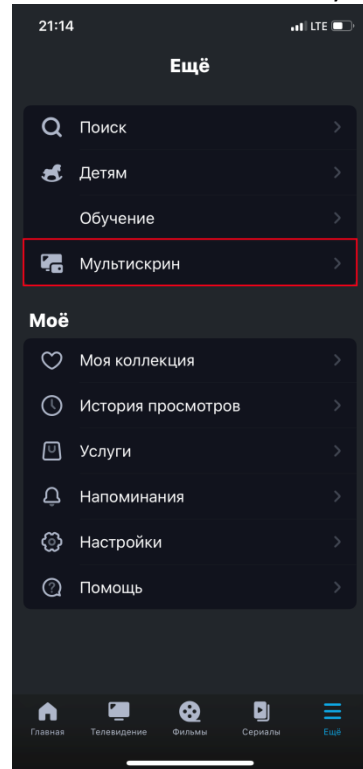 21:14
LTE
Ещё
Поиск
Детям
Обучение
Мультискрин
Моё
Моя коллекция
История просмотров
Услуги
Напоминания
Настройки
Помощь
Главная Телевидение Фильмы Сериалы Ещё